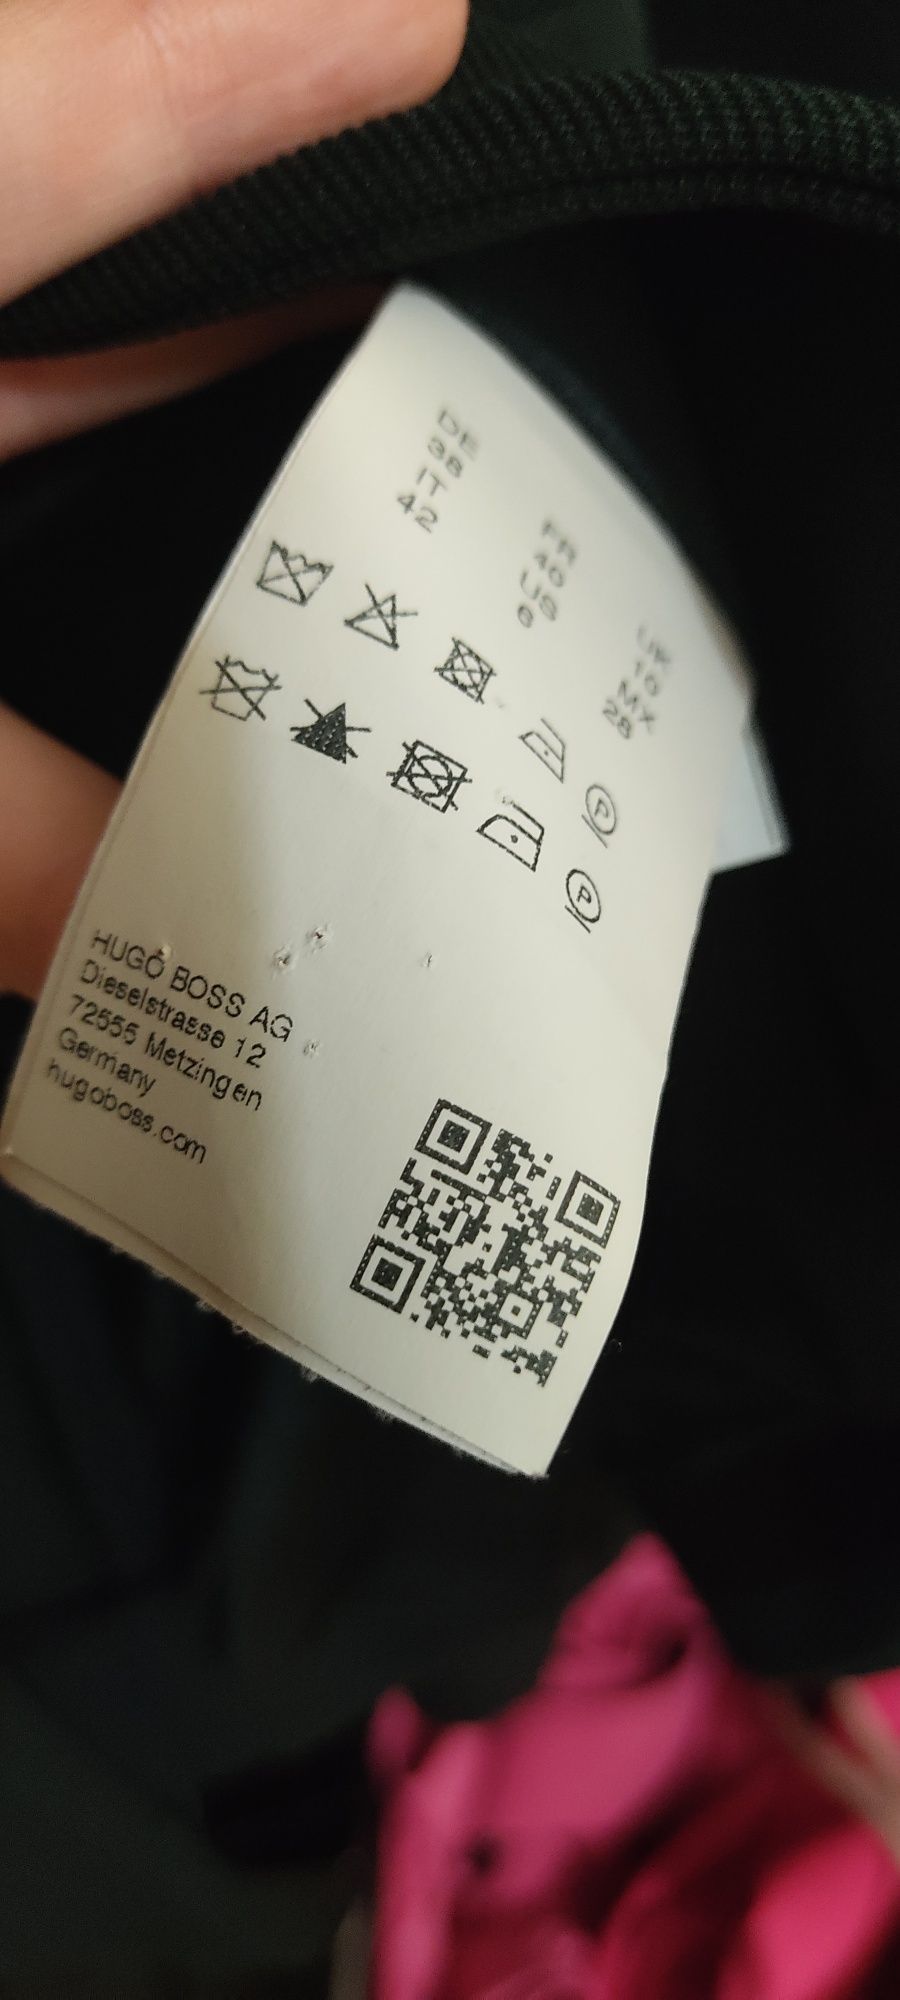 DE FR UK
38 40 10
IT US MX
42 8 28
HUGO BOSS AG
Dieselstrasse 12
72555 Metzingen
Germany
hugoboss.com